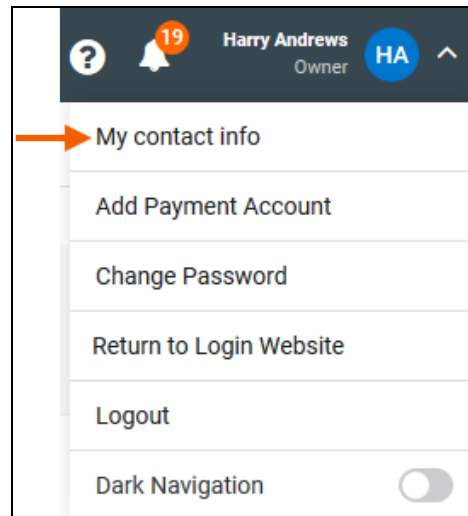 ?
19
Harry Andrews
Owner
HA
My contact info
Add Payment Account
Change Password
Return to Login Website
Logout
Dark Navigation